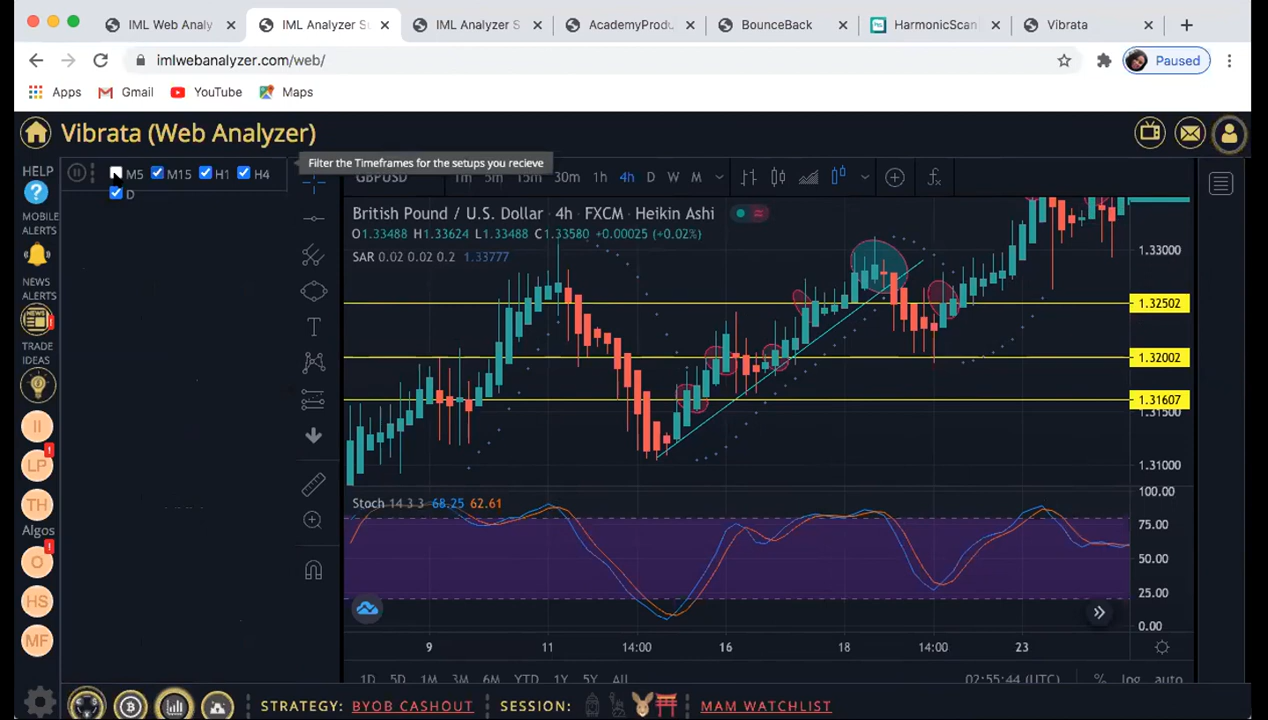 IML Web Analy
IML Analyzer S
IML Analyzer S
AcademyProdu
BounceBack
HarmonicScan
Vibrata
imlwebanalyzer.com/web/
Paused
Apps
Gmail
YouTube
Maps
Vibrata (Web Analyzer)
Filter the Timeframes for the setups you recieve
HELP
MOBILE
ALERTS
NEWS
ALERTS
TRADE
IDEAS
II
LP
TH
Algos
O
HS
MF
M5 M15 H1 H4
D
GBPUSD 1m 5m 15m 30m 1h 4h D W M
British Pound / U.S. Dollar · 4h · FXCM · Heikin Ashi
O1.33488 H1.33624 L1.33488 C1.33580 +0.00025 (+0.02%)
SAR 0.02 0.02 0.2 1.33777
1.33000
1.32502
1.32002
1.31607
1.31500
1.31000
Stoch 14 3 3 68.25 62.61
100.00
75.00
50.00
25.00
0.00
9 11 14:00 16 18 14:00 23
1D 5D 1M 3M 6M YTD 1Y 5Y All
02:55:44 (UTC) % log auto
STRATEGY: BYOB CASHOUT SESSION: MAM WATCHLIST